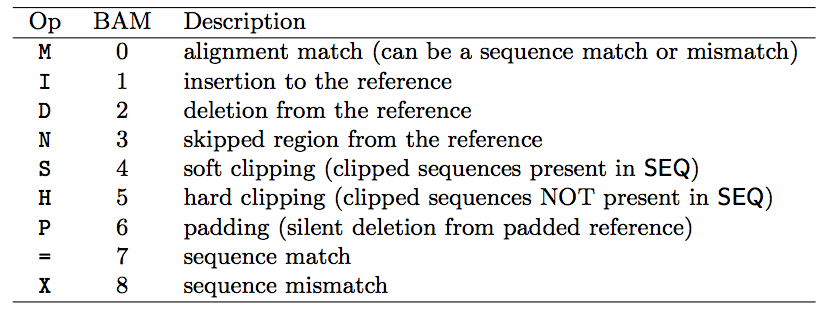 Op BAM Description
M 0 alignment match (can be a sequence match or mismatch)
I 1 insertion to the reference
D 2 deletion from the reference
N 3 skipped region from the reference
S 4 soft clipping (clipped sequences present in SEQ)
H 5 hard clipping (clipped sequences NOT present in SEQ)
P 6 padding (silent deletion from padded reference)
= 7 sequence match
X 8 sequence mismatch